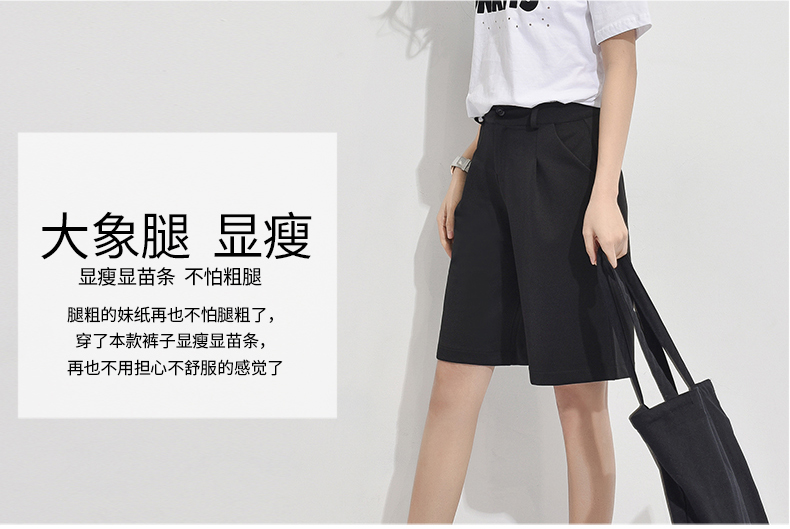 大象腿 显瘦
显瘦显苗条 不怕粗腿
腿粗的妹纸再也不怕腿粗了，
穿了本款裤子显瘦显苗条，
再也不用担心不舒服的感觉了